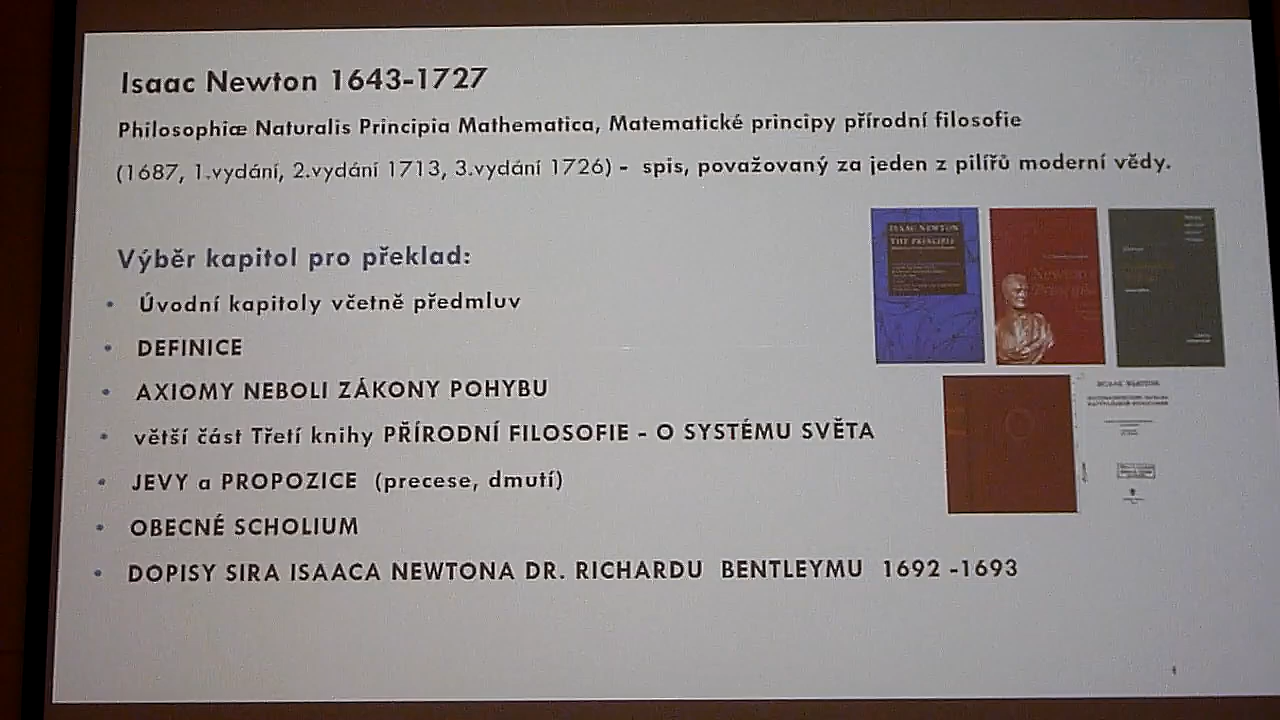 Isaac Newton 1643-1727
Philosophiæ Naturalis Principia Mathematica, Matematické principy přírodní filosofie
(1687, 1.vydání, 2.vydání 1713, 3.vydání 1726) - spis, považovaný za jeden z pilířů moderní vědy.
Výběr kapitol pro překlad:
• Úvodní kapitoly včetně předmluv
• DEFINICE
• AXIOMY NEBOLI ZÁKONY POHYBU
• větší část Třetí knihy PŘÍRODNÍ FILOSOFIE - O SYSTÉMU SVĚTA
• JEVY a PROPOZICE (precese, dmutí)
• OBECNÉ SCHOLIUM
• DOPISY SIRA ISAACA NEWTONA DR. RICHARDU BENTLEYMU 1692 -1693
ISAAC NEWTON
THE PRINCIPIA
4